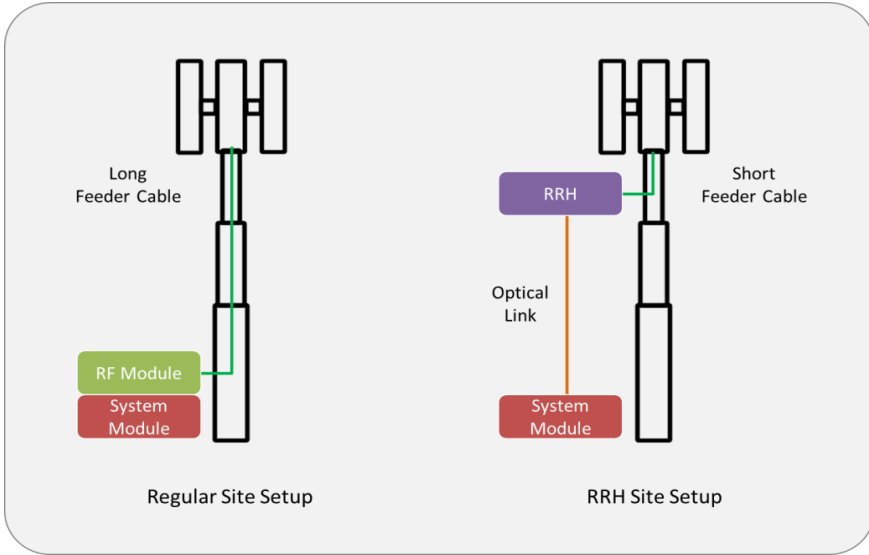 Long
Feeder Cable
RF Module
System
Module
Regular Site Setup
RRH
Short
Feeder Cable
Optical
Link
System
Module
RRH Site Setup